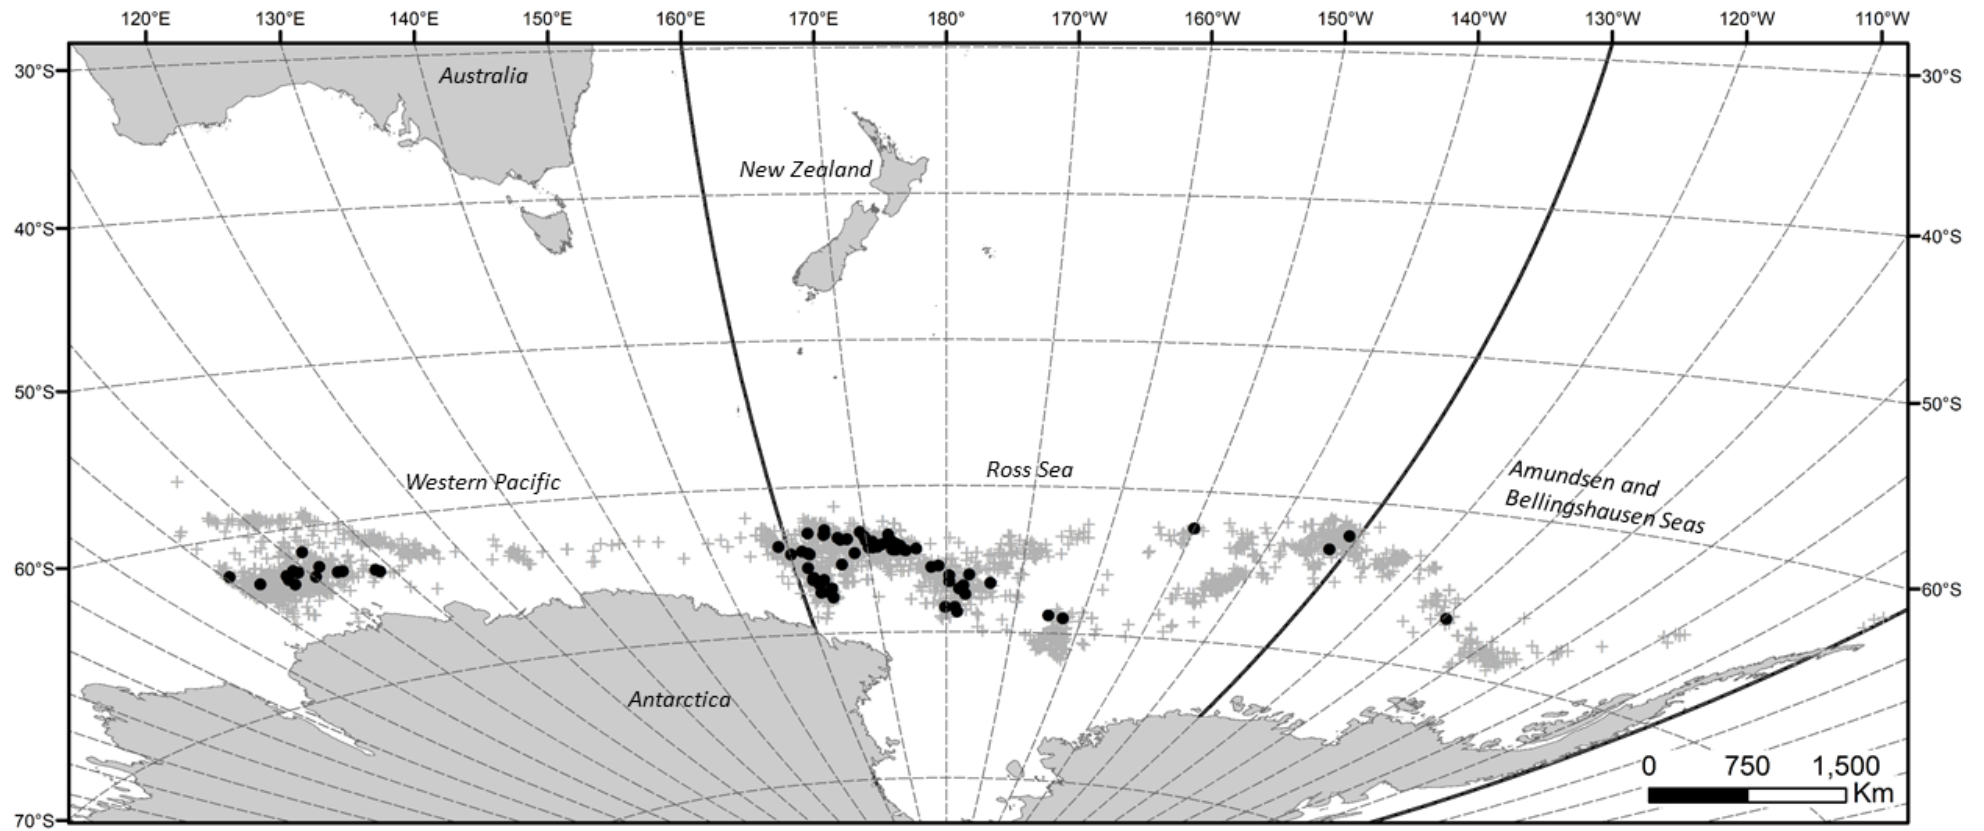 120°E 130°E 140°E 150°E 160°E 170°E 180° 170°W 160°W 150°W 140°W 130°W 120°W 110°W
30°S Australia 30°S
New Zealand
40°S 40°S
50°S 50°S
Western Pacific Ross Sea Amundsen and
Bellingshausen Seas
60°S 60°S
Antarctica
0 750 1,500
Km
70°S